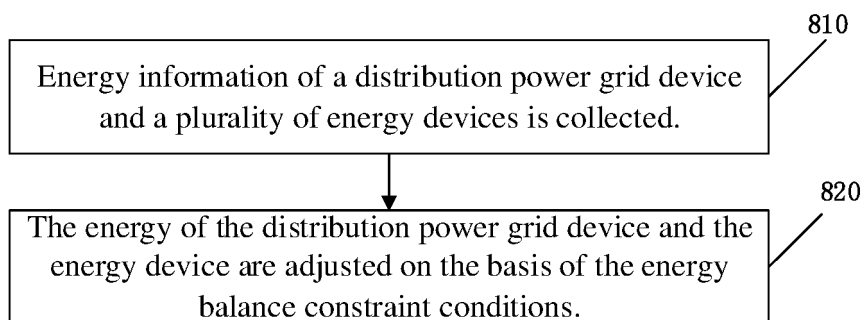 810
Energy information of a distribution power grid device
and a plurality of energy devices is collected.
820
The energy of the distribution power grid device and the
energy device are adjusted on the basis of the energy
balance constraint conditions.